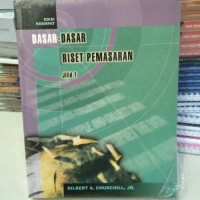 EDISI
KEEMPAT
DASAR-DASAR
RISET PEMASARAN
Jilid 1
GILBERT A. CHURCHILL, JR.